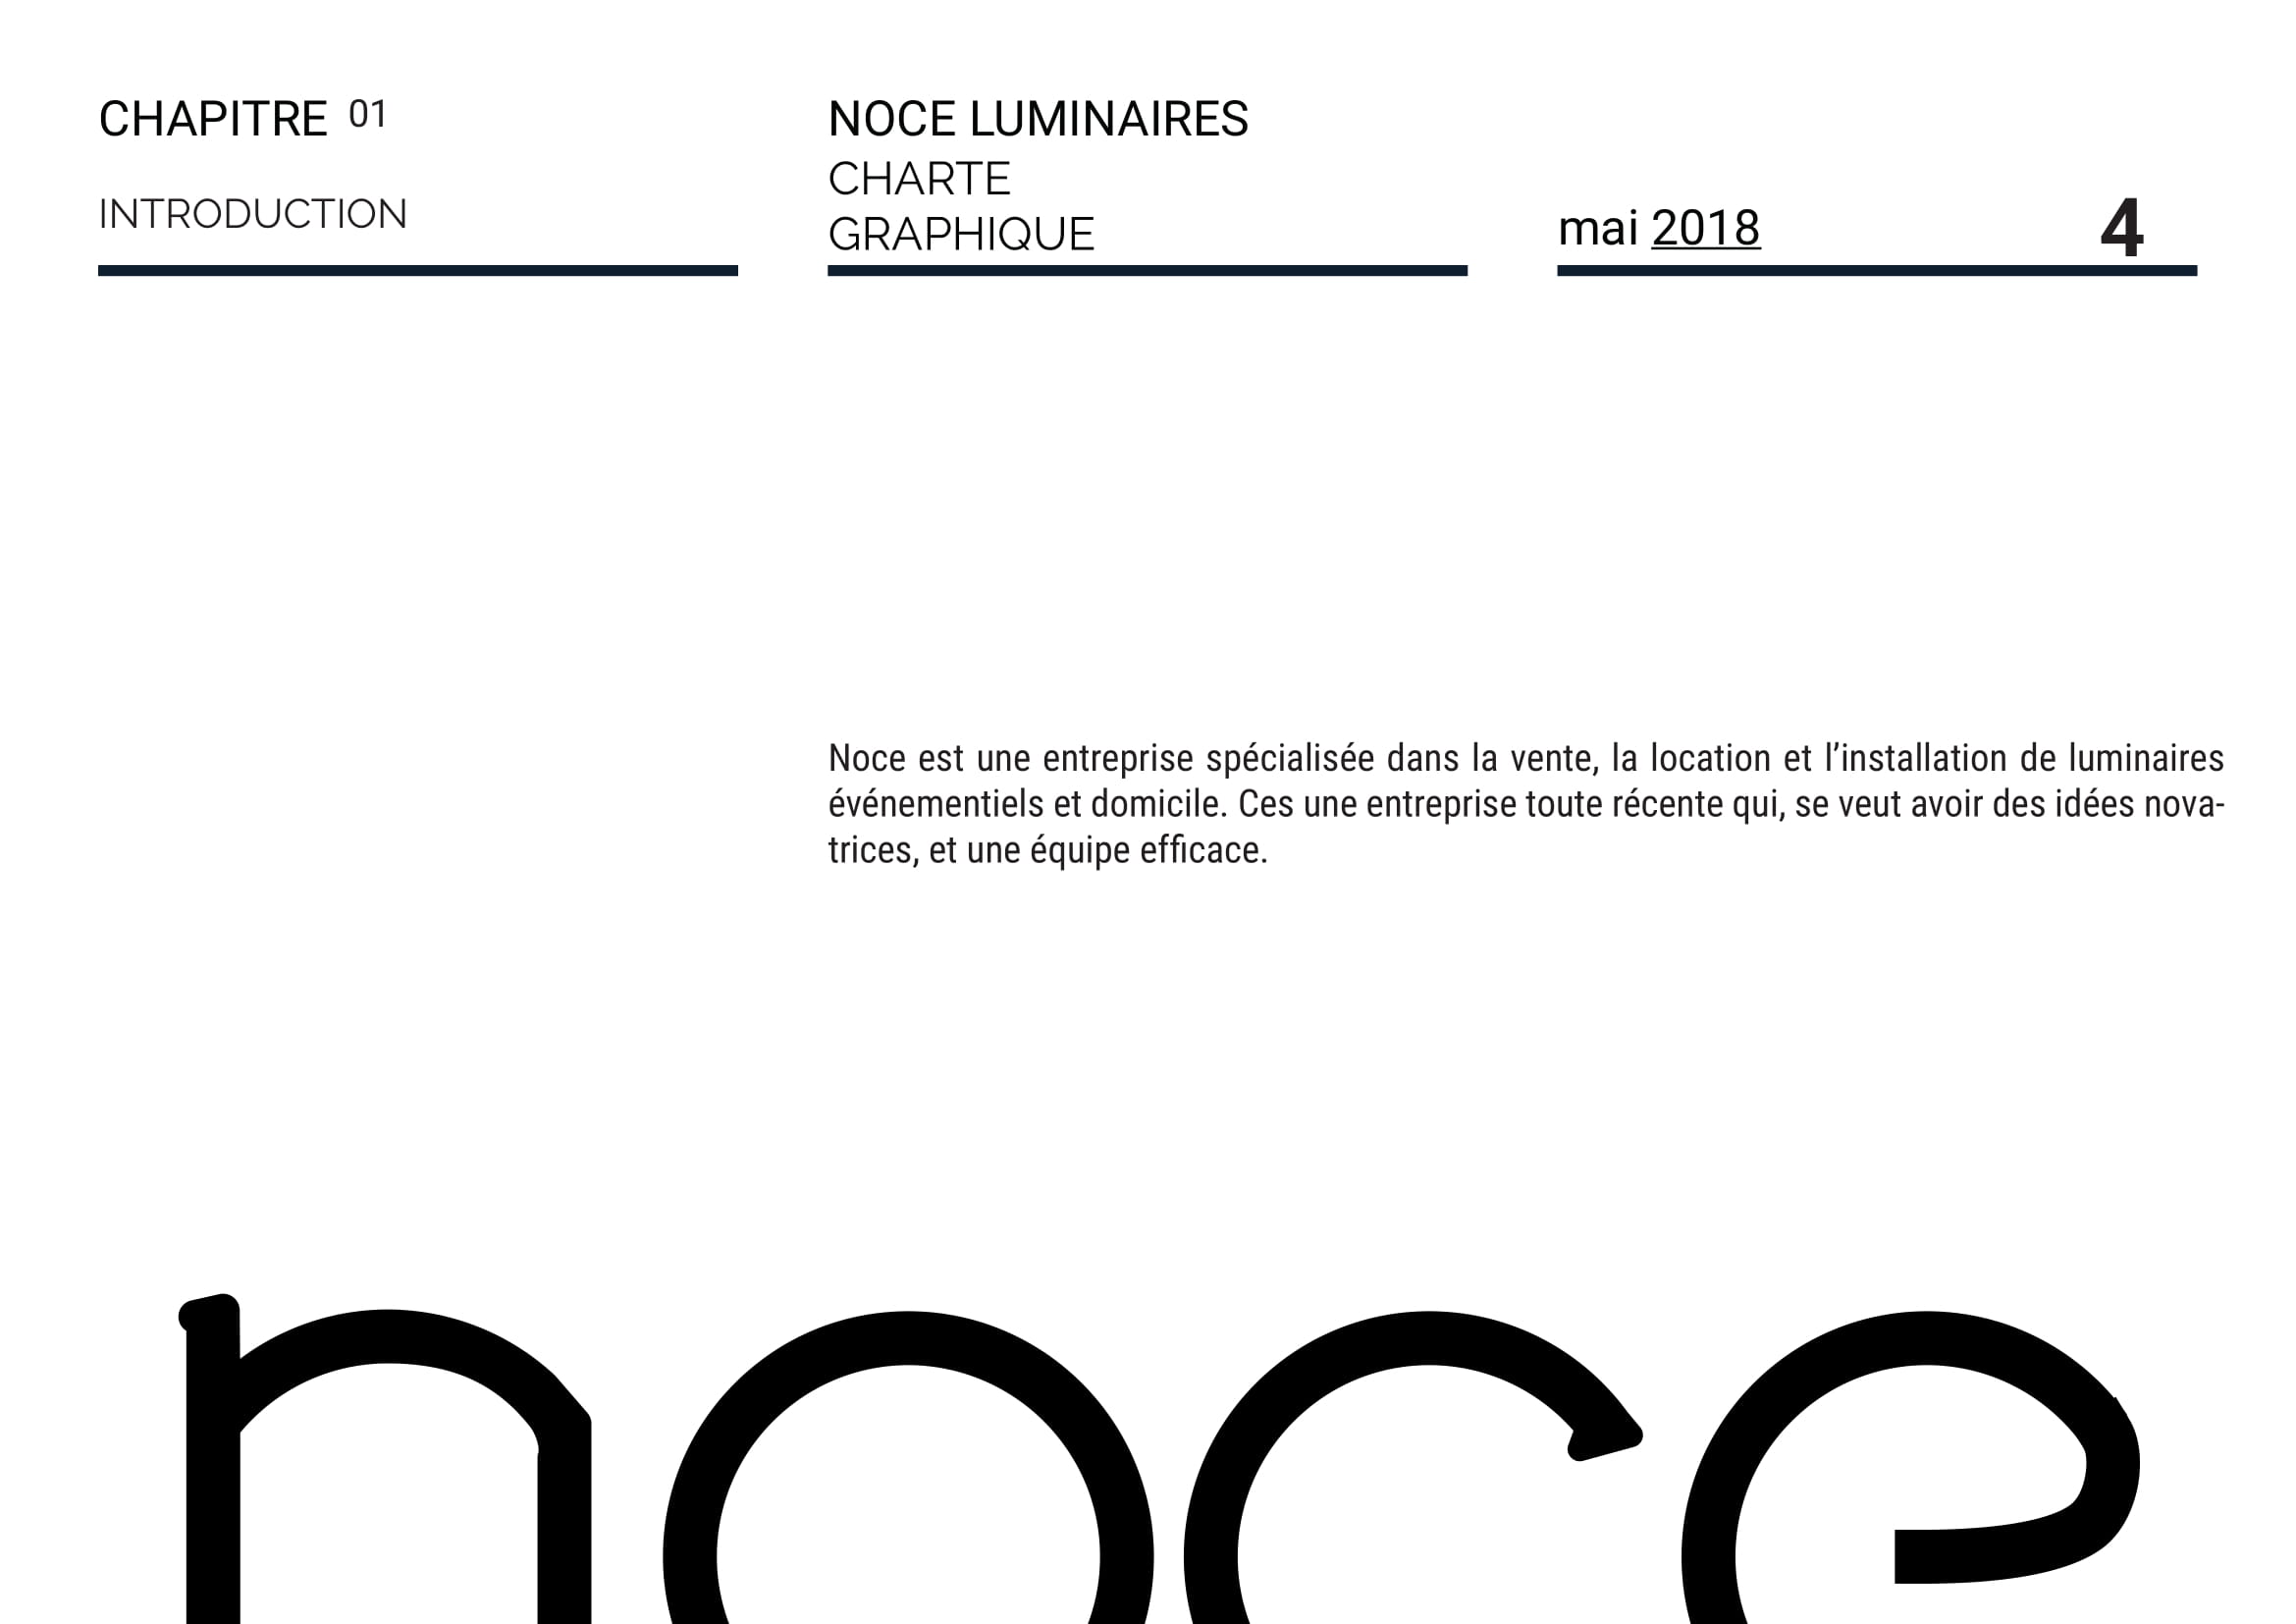 CHAPITRE 01
INTRODUCTION
NOCE LUMINAIRES
CHARTE
GRAPHIQUE
mai 2018
4
Noce est une entreprise spécialisée dans la vente, la location et l’installation de luminaires
événementiels et domicile. Ces une entreprise toute récente qui, se veut avoir des idées nova-
trices, et une équipe efficace.
noce